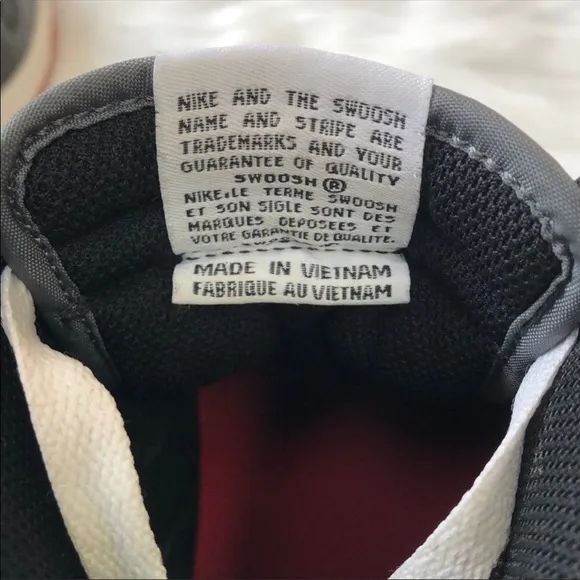 NIKE AND THE SWOOSH
NAME AND STRIPE ARE
TRADEMARKS AND YOUR
GUARANTEE OF QUALITY
SWOOSH®
NIKE:LE TERME SWOOSH
ET SON SIGLE SONT DES
MARQUES DEPOSEES ET
VOTRE GARANTIE DE QUALITE.
MADE IN VIETNAM
FABRIQUE AU VIETNAM